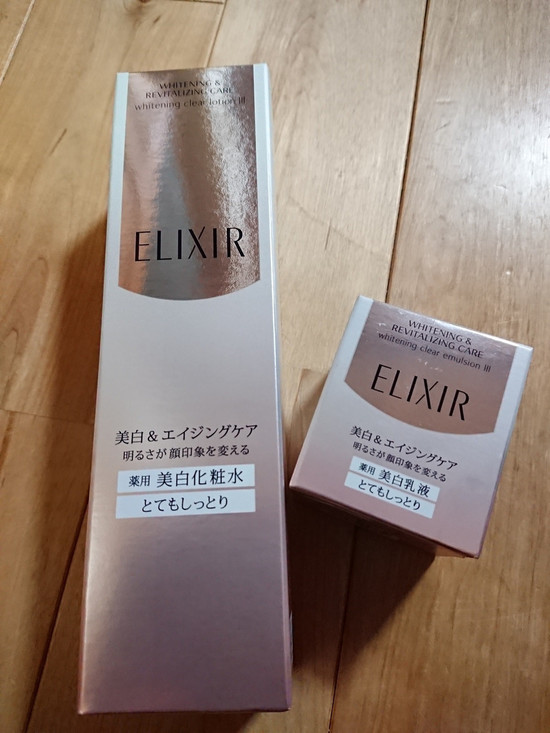 WHITENING &
REVITALIZING CARE
whitening clear lotion III
ELIXIR
美白&エイジングケア
明るさが顔印象を変える
薬用 美白化粧水
とてもしっとり
WHITENING &
REVITALIZING CARE
whitening clear emulsion III
ELIXIR
美白&エイジングケア
明るさが顔印象を変える
薬用 美白乳液
とてもしっとり